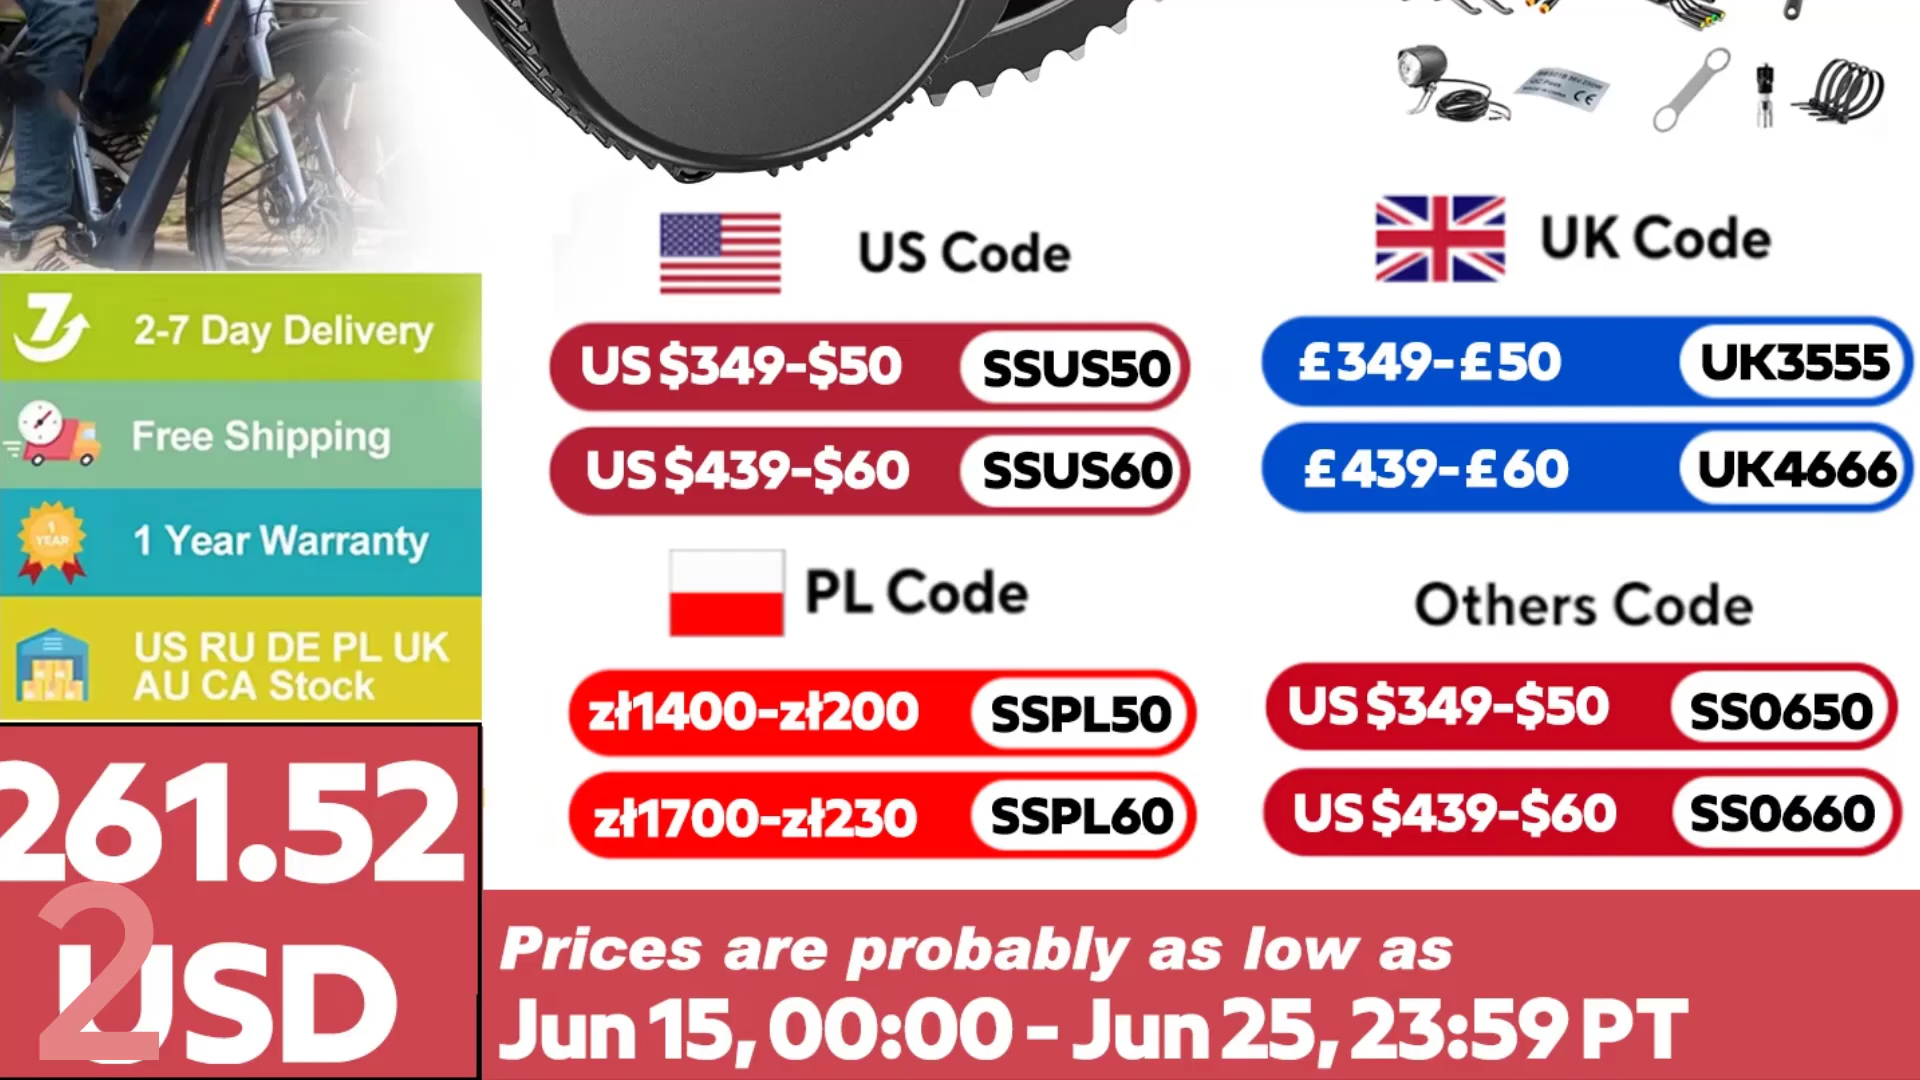 US Code
US $349-$50 SSUS50
US $439-$60 SSUS60
UK Code
£349-£50 UK3555
£439-£60 UK4666
PL Code
zł1400-zł200 SSPL50
zł1700-zł230 SSPL60
Others Code
US $349-$50 SS0650
US $439-$60 SS0660
7
2-7 Day Delivery
Free Shipping
1
YEAR
1 Year Warranty
US RU DE PL UK
AU CA Stock
261.52
USD
2
Prices are probably as low as
Jun 15, 00:00 - Jun 25, 23:59 PT